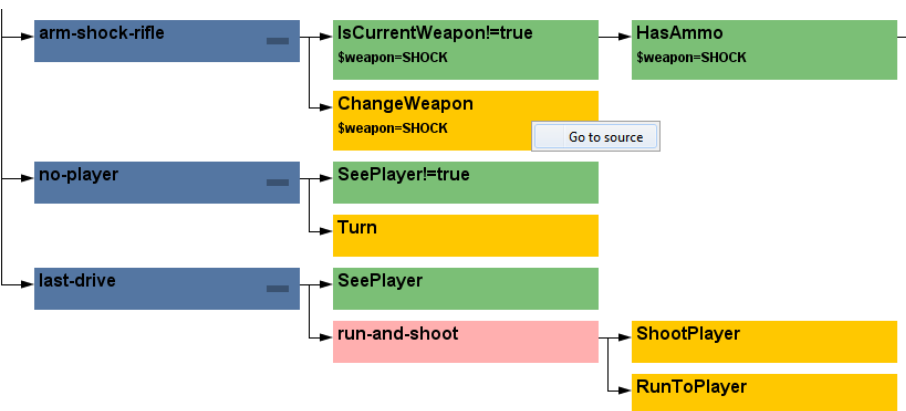 arm-shock-rifle
IsCurrentWeapon!=true
$weapon=SHOCK
HasAmmo
$weapon=SHOCK
ChangeWeapon
$weapon=SHOCK
Go to source
no-player
SeePlayer!=true
Turn
last-drive
SeePlayer
run-and-shoot
ShootPlayer
RunToPlayer